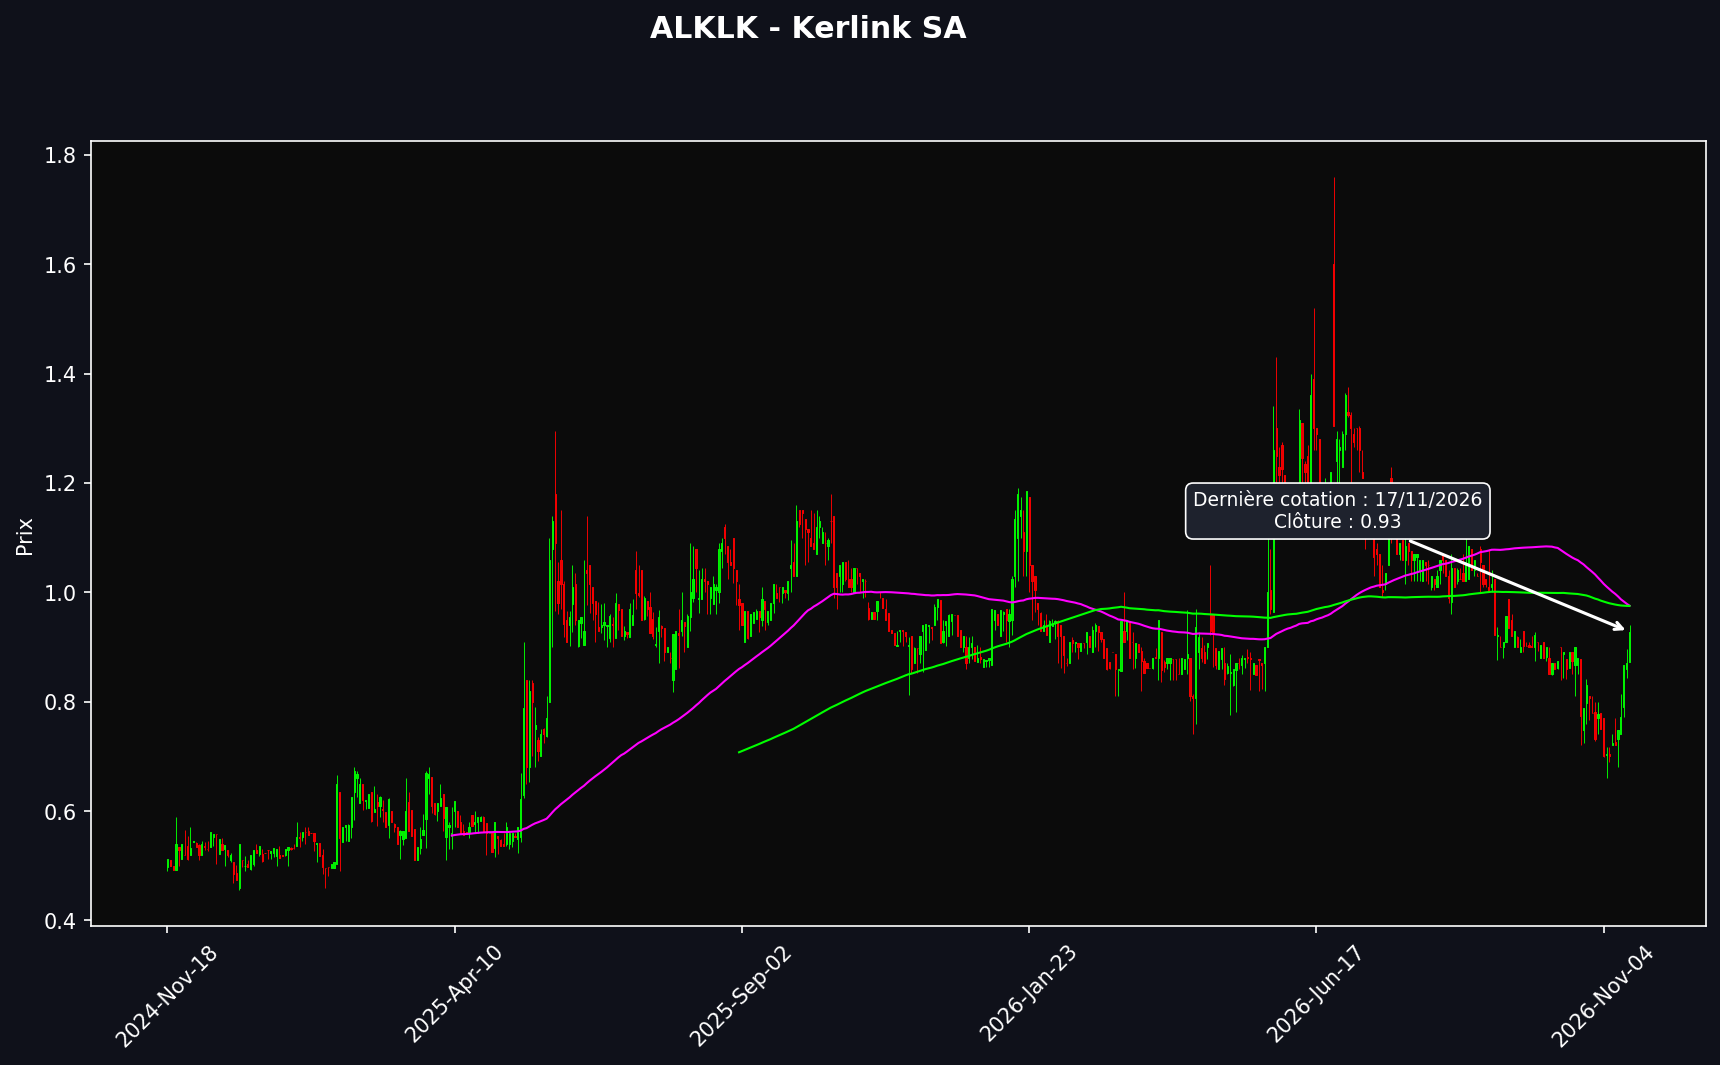 ALKLK - Kerlink SA
Prix
1.8
1.6
1.4
1.2
1.0
0.8
0.6
0.4
Dernière cotation : 17/11/2026
Clôture : 0.93
2024-Nov-18
2025-Apr-10
2025-Sep-02
2026-Jan-23
2026-Jun-17
2026-Nov-04